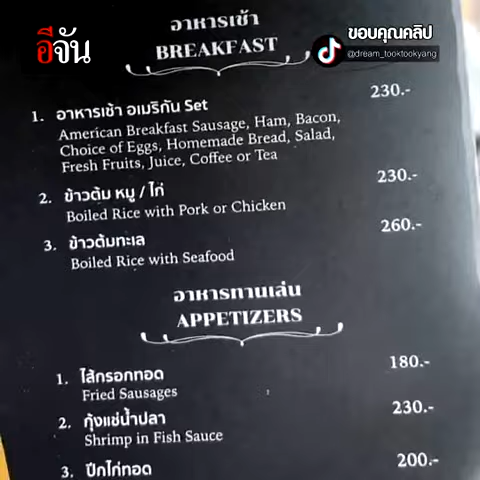 อีจัน
ขอบคุณคลิป
@dream_tooktookyang
อาหารเช้า
BREAKFAST
1. อาหารเช้า อเมริกัน Set 230.-
American Breakfast Sausage, Ham, Bacon,
Choice of Eggs, Homemade Bread, Salad,
Fresh Fruits, Juice, Coffee or Tea
2. ข้าวต้ม หมู / ไก่ 230.-
Boiled Rice with Pork or Chicken
3. ข้าวต้มทะเล 260.-
Boiled Rice with Seafood
อาหารทานเล่น
APPETIZERS
1. ไส้กรอกทอด 180.-
Fried Sausages
2. กุ้งแช่น้ำปลา 230.-
Shrimp in Fish Sauce
3. ปีกไก่ทอด 200.-